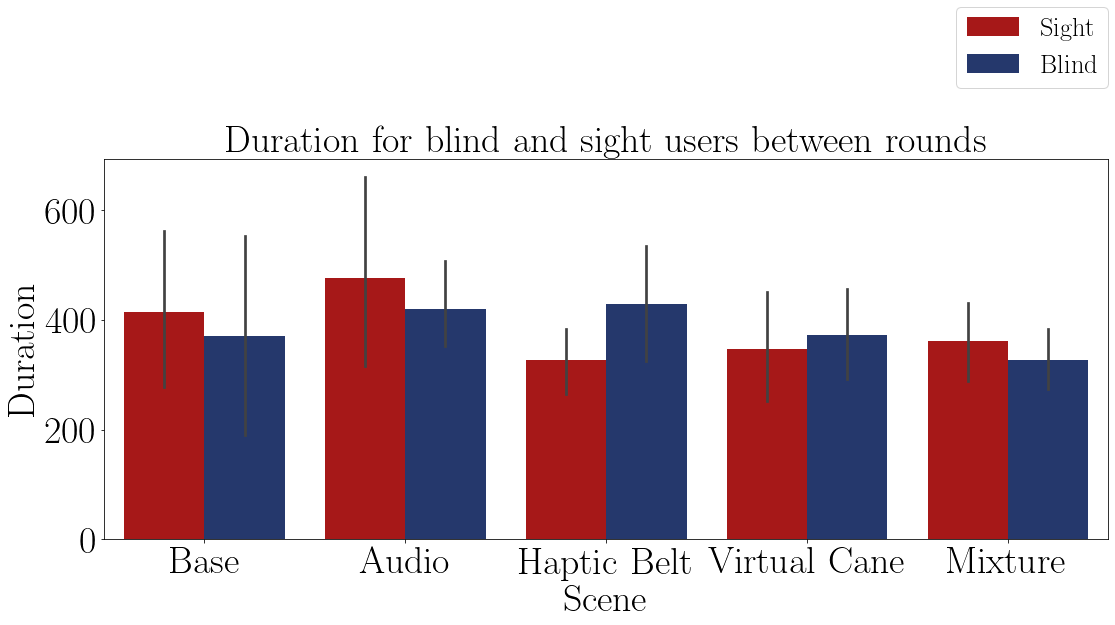 Sight
Blind
Duration for blind and sight users between rounds
600
400
200
0
Duration
Base Audio Haptic Belt Virtual Cane Mixture
Scene